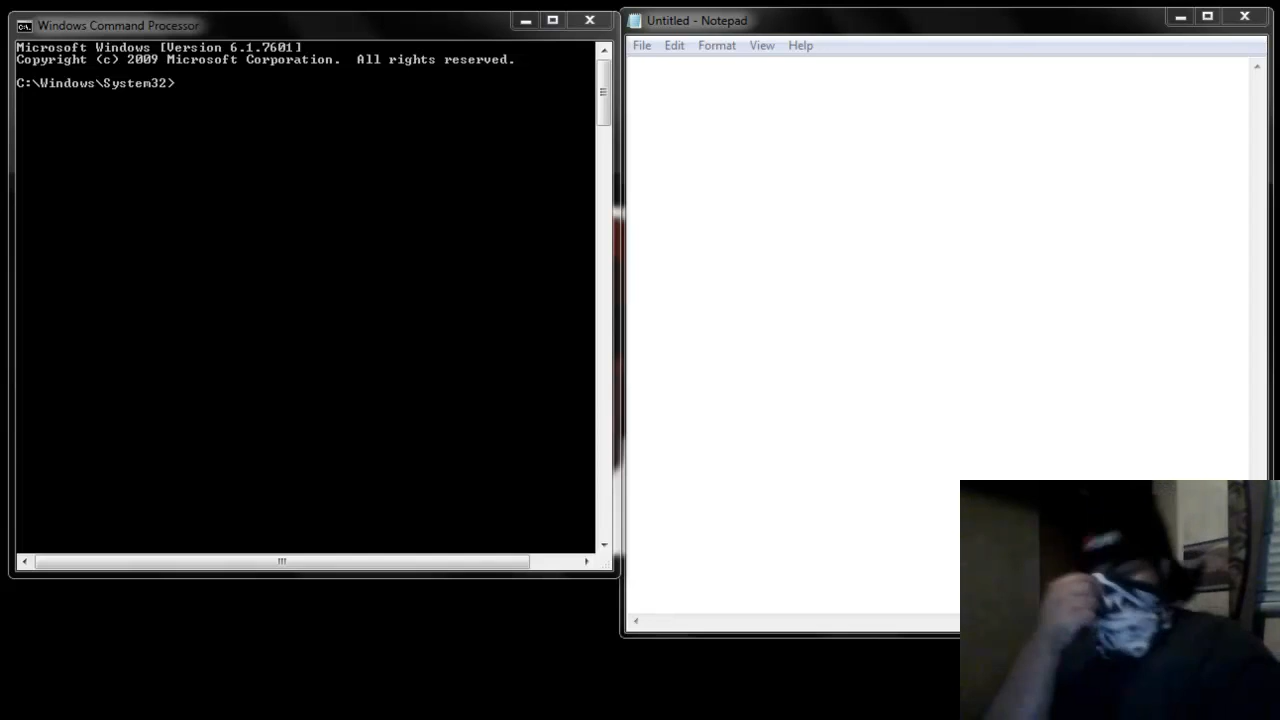 Windows Command Processor
Microsoft Windows [Version 6.1.7601]
Copyright (c) 2009 Microsoft Corporation.  All rights reserved.
C:\Windows\System32>
Untitled - Notepad
File Edit Format View Help